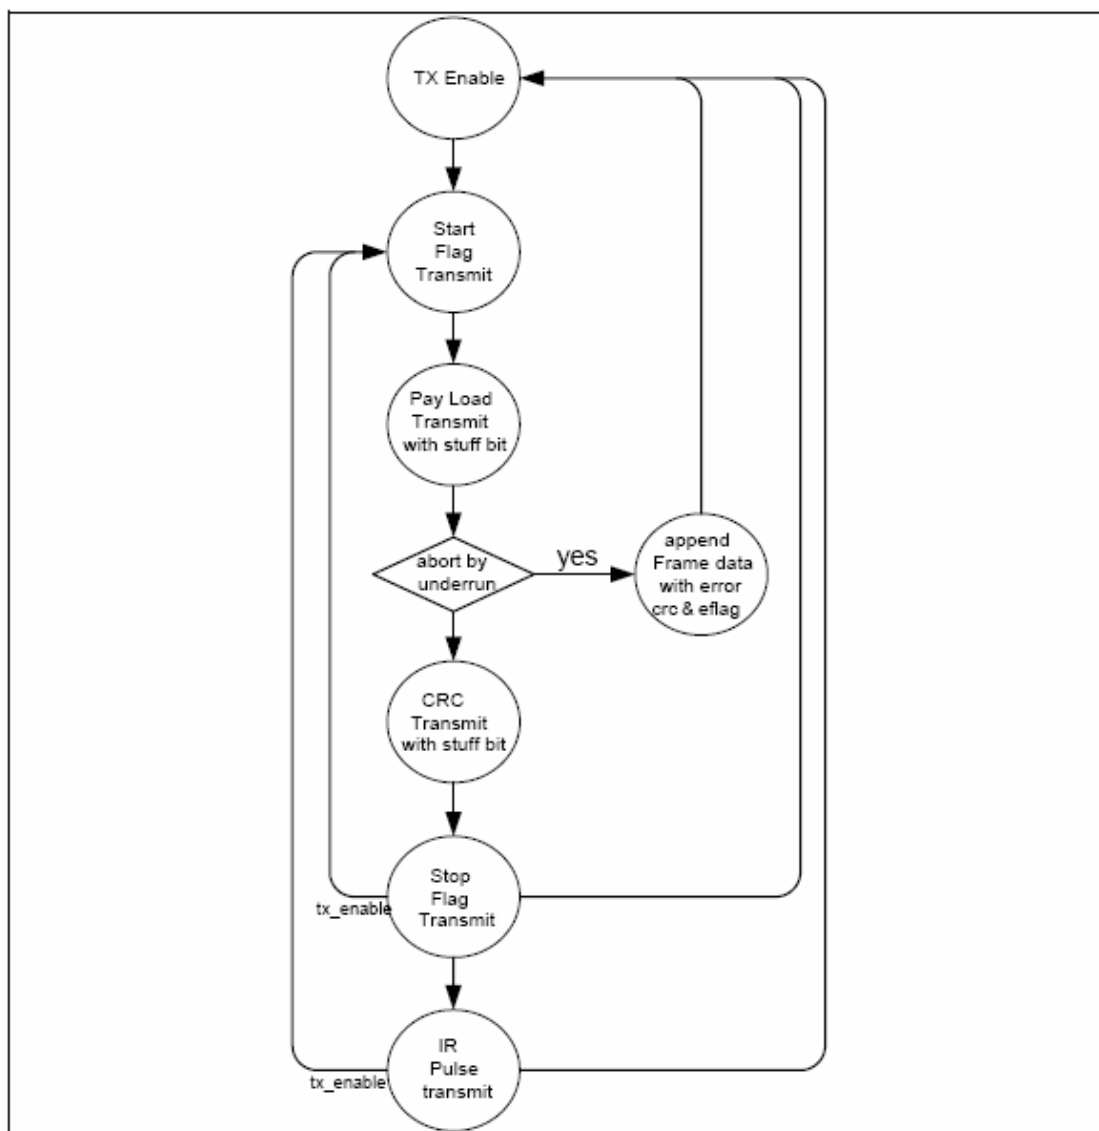 TX Enable
Start
Flag
Transmit
Pay Load
Transmit
with stuff bit
abort by
underrun
yes
append
Frame data
with error
crc & eflag
CRC
Transmit
with stuff bit
Stop
Flag
Transmit
tx_enable
IR
Pulse
transmit
tx_enable